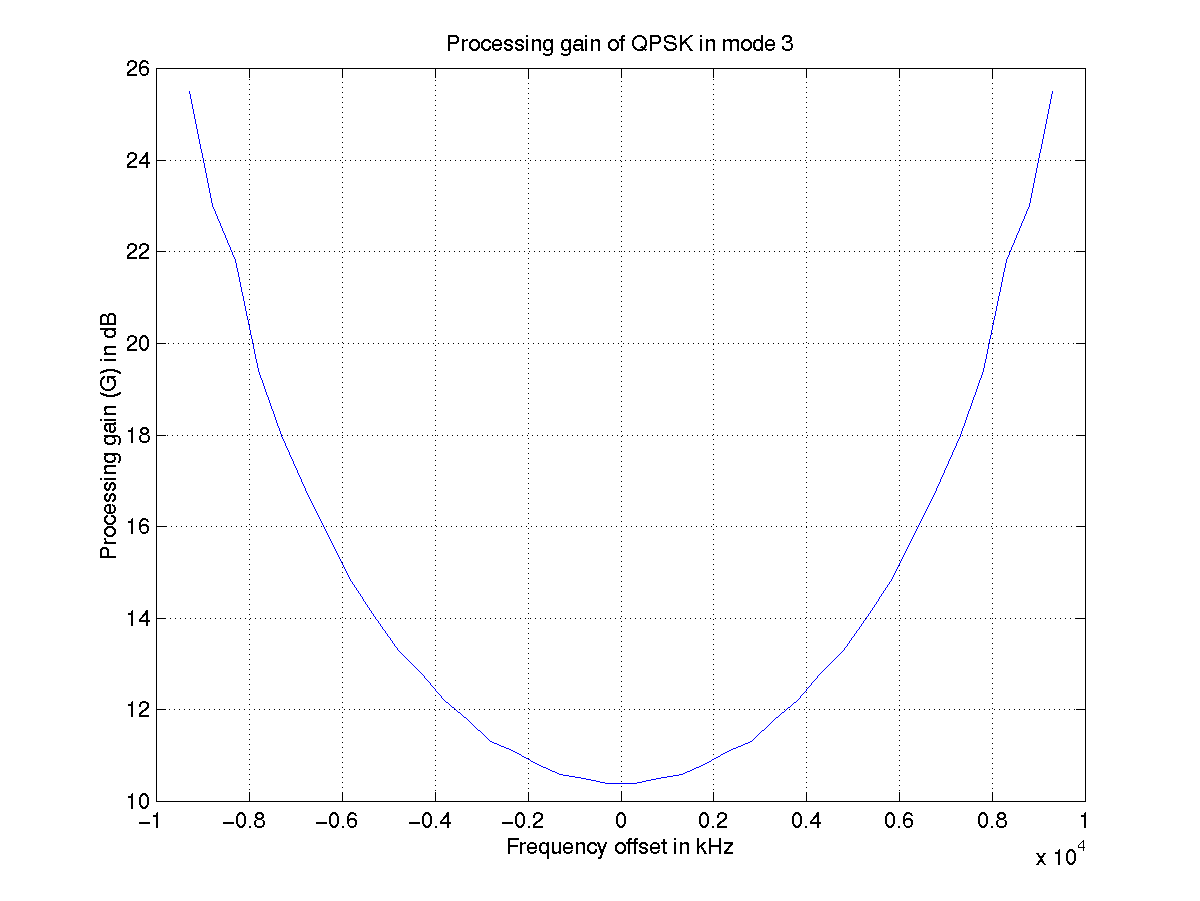 Processing gain of QPSK in mode 3
26
24
22
20
18
16
14
12
10
Processing gain (G) in dB
−1 −0.8 −0.6 −0.4 −0.2 0 0.2 0.4 0.6 0.8 1
Frequency offset in kHz
x 10⁴